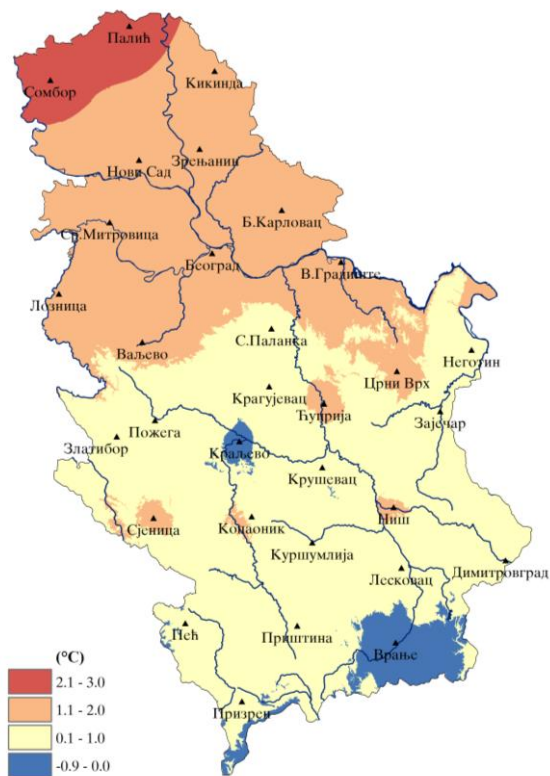 Палић
Сомбор
Кикинда
Нови Сад
Зрењанин
Ср.Митровица
Б.Карловац
Београд
В.Градиште
Лозница
Ваљево
С.Паланка
Неготин
Црни Врх
Крагујевац
Ћуприја
Зајечар
Пожега
Златибор
Краљево
Крушевац
Ниш
Сјеница
Копаоник
Куршумлија
Димитровград
Лесковац
Пећ
Приштина
Врање
Призрен
(°C)
2.1 - 3.0
1.1 - 2.0
0.1 - 1.0
-0.9 - 0.0